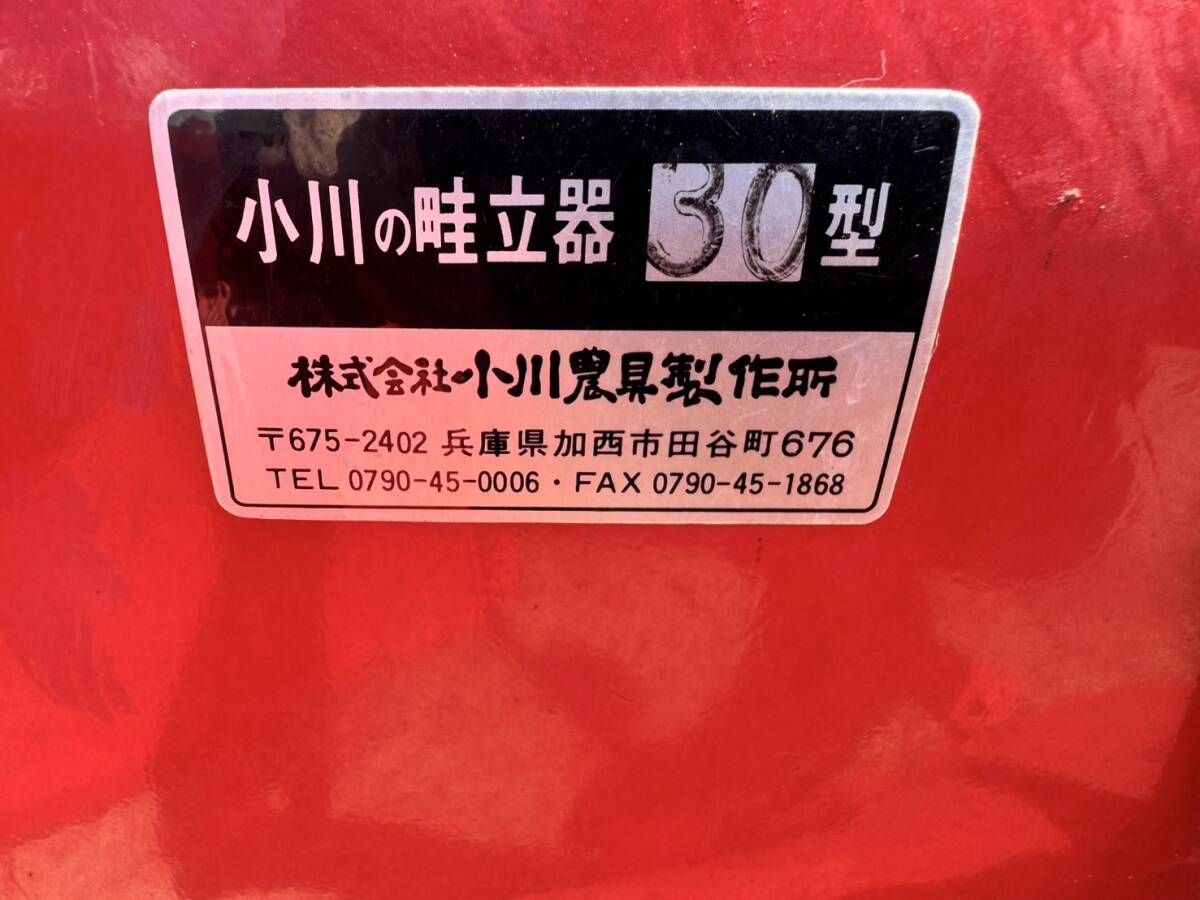 小川の畦立器 30 型
株式会社小川農具製作所
〒675-2402 兵庫県加西市田谷町676
TEL 0790-45-0006・FAX 0790-45-1868